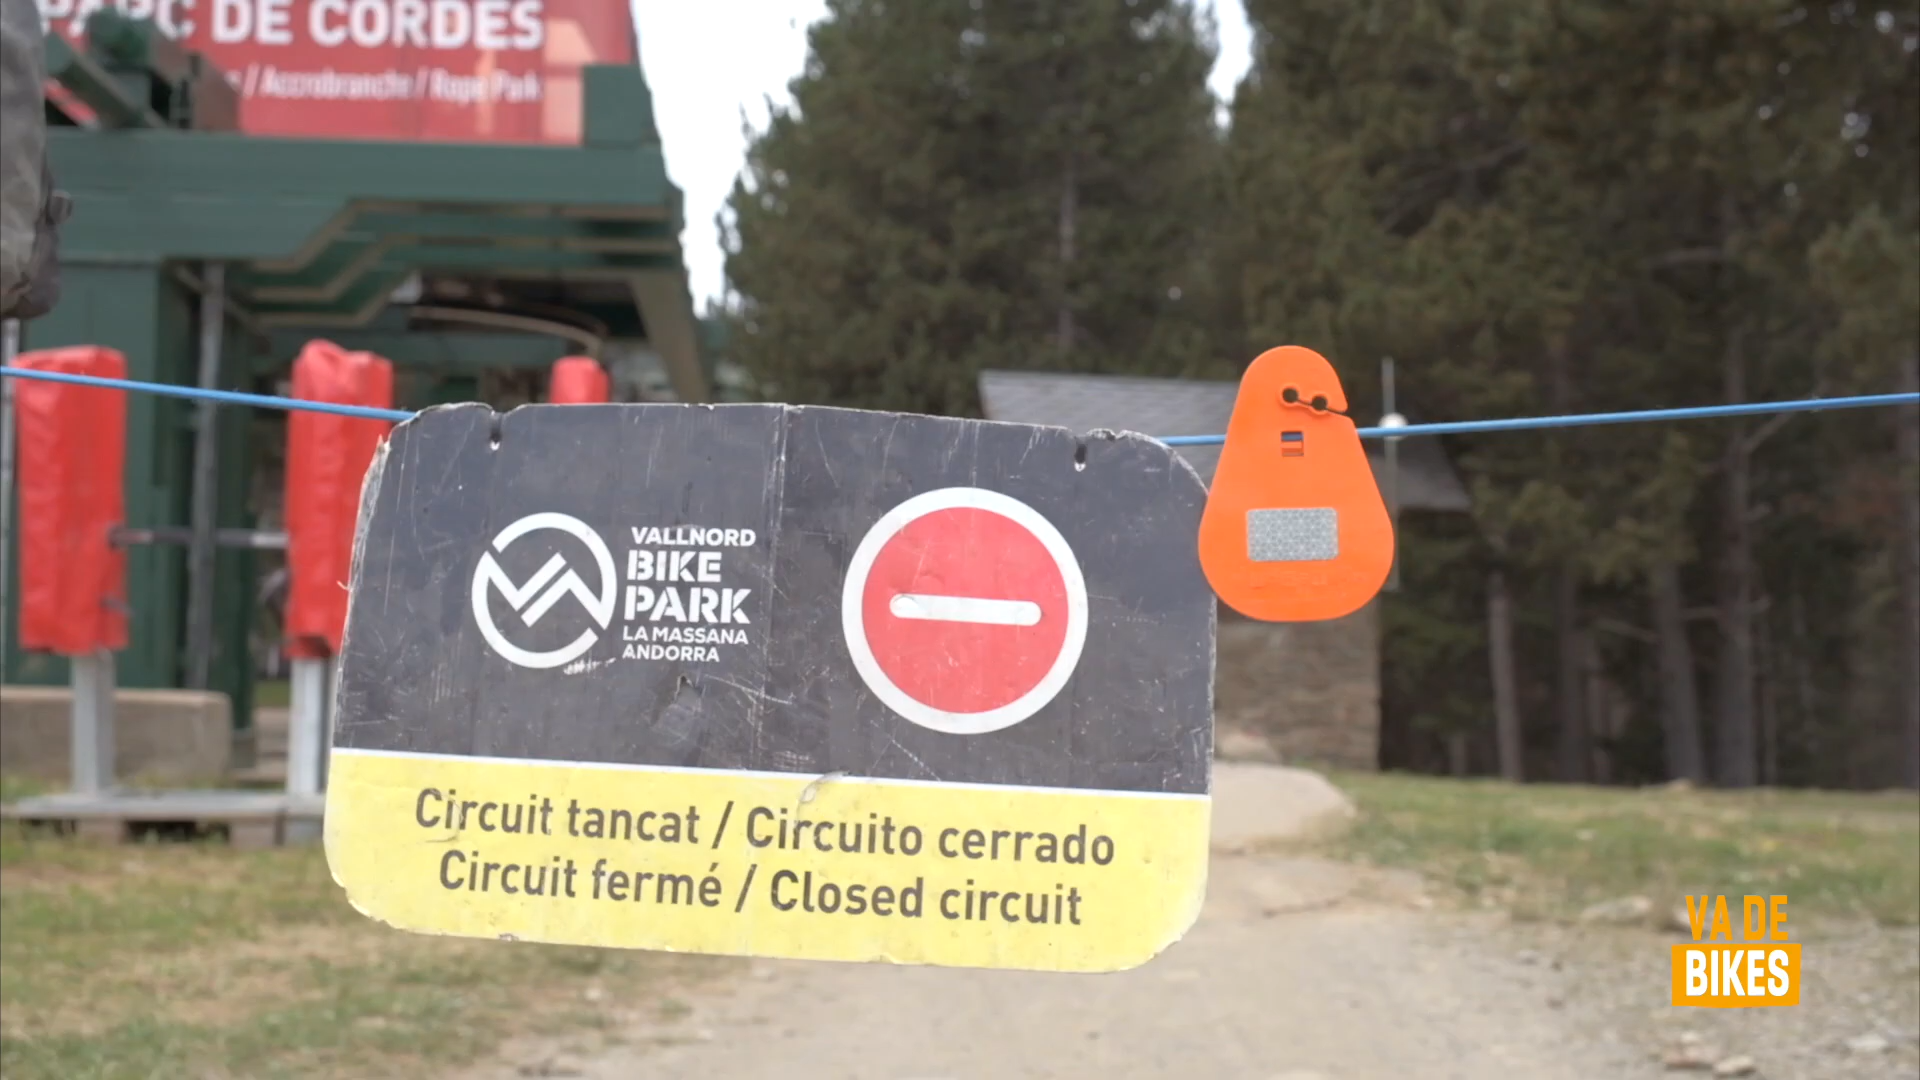 PARC DE CORDES
/ Accrobranche / Rope Park
VALLNORD
BIKE
PARK
LA MASSANA
ANDORRA
Circuit tancat / Circuito cerrado
Circuit fermé / Closed circuit
VA DE
BIKES